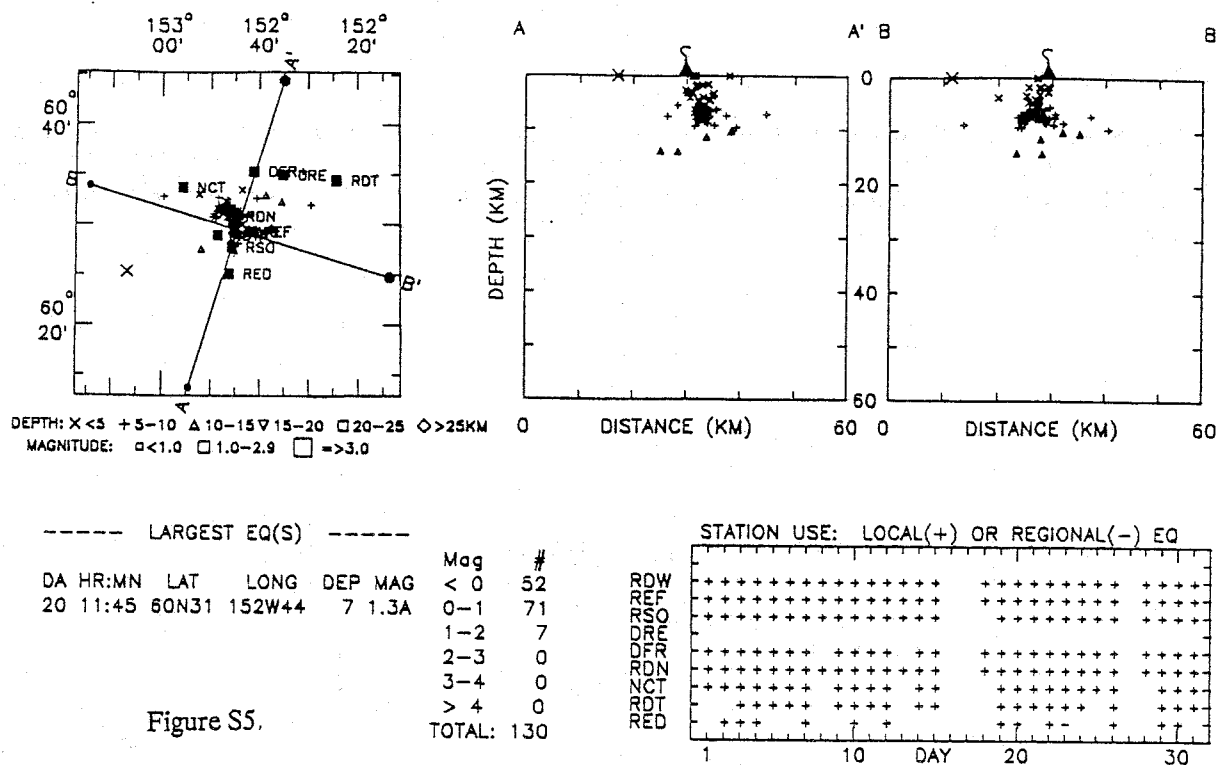 153° 152° 152°
00' 40' 20'
A A' B B
A'
60°
40'
B
NCT
DFR
DRE
RDT
RDN
REF
RSO
RED
B'
60°
20'
A
DEPTH (KM)
0
20
40
60
0 DISTANCE (KM) 60
0 DISTANCE (KM) 60
DEPTH: X <5 + 5-10 △ 10-15 ▽ 15-20 □ 20-25 ◇ >25KM
MAGNITUDE: □ <1.0 □ 1.0-2.9 □ =>3.0
----- LARGEST EQ(S) -----
DA HR:MN LAT LONG DEP MAG
20 11:45 60N31 152W44 7 1.3A
Mag #
< 0 52
0-1 71
1-2 7
2-3 0
3-4 0
> 4 0
TOTAL: 130
STATION USE: LOCAL(+) OR REGIONAL(-) EQ
RDW
REF
RSO
DRE
DFR
RDN
NCT
RDT
RED
1 10 DAY 20 30
Figure S5.